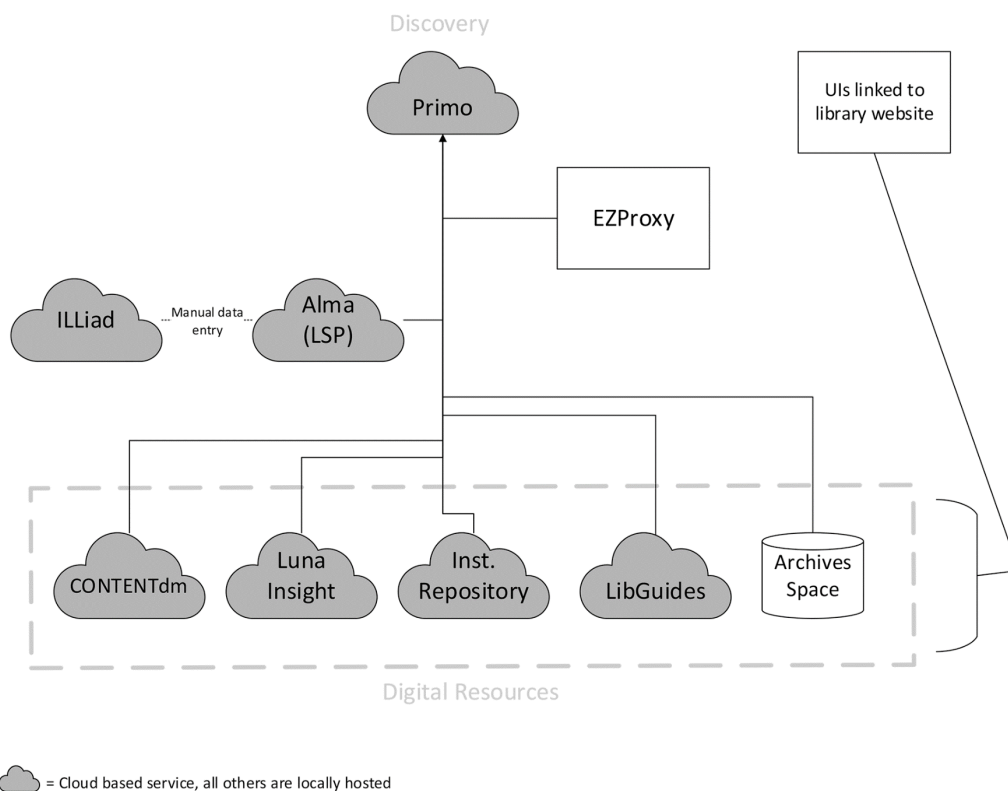 Discovery
Primo
UIs linked to
library website
EZProxy
ILLiad
Manual data
entry
Alma
(LSP)
CONTENTdm
Luna
Insight
Inst.
Repository
LibGuides
Archives
Space
Digital Resources
= Cloud based service, all others are locally hosted